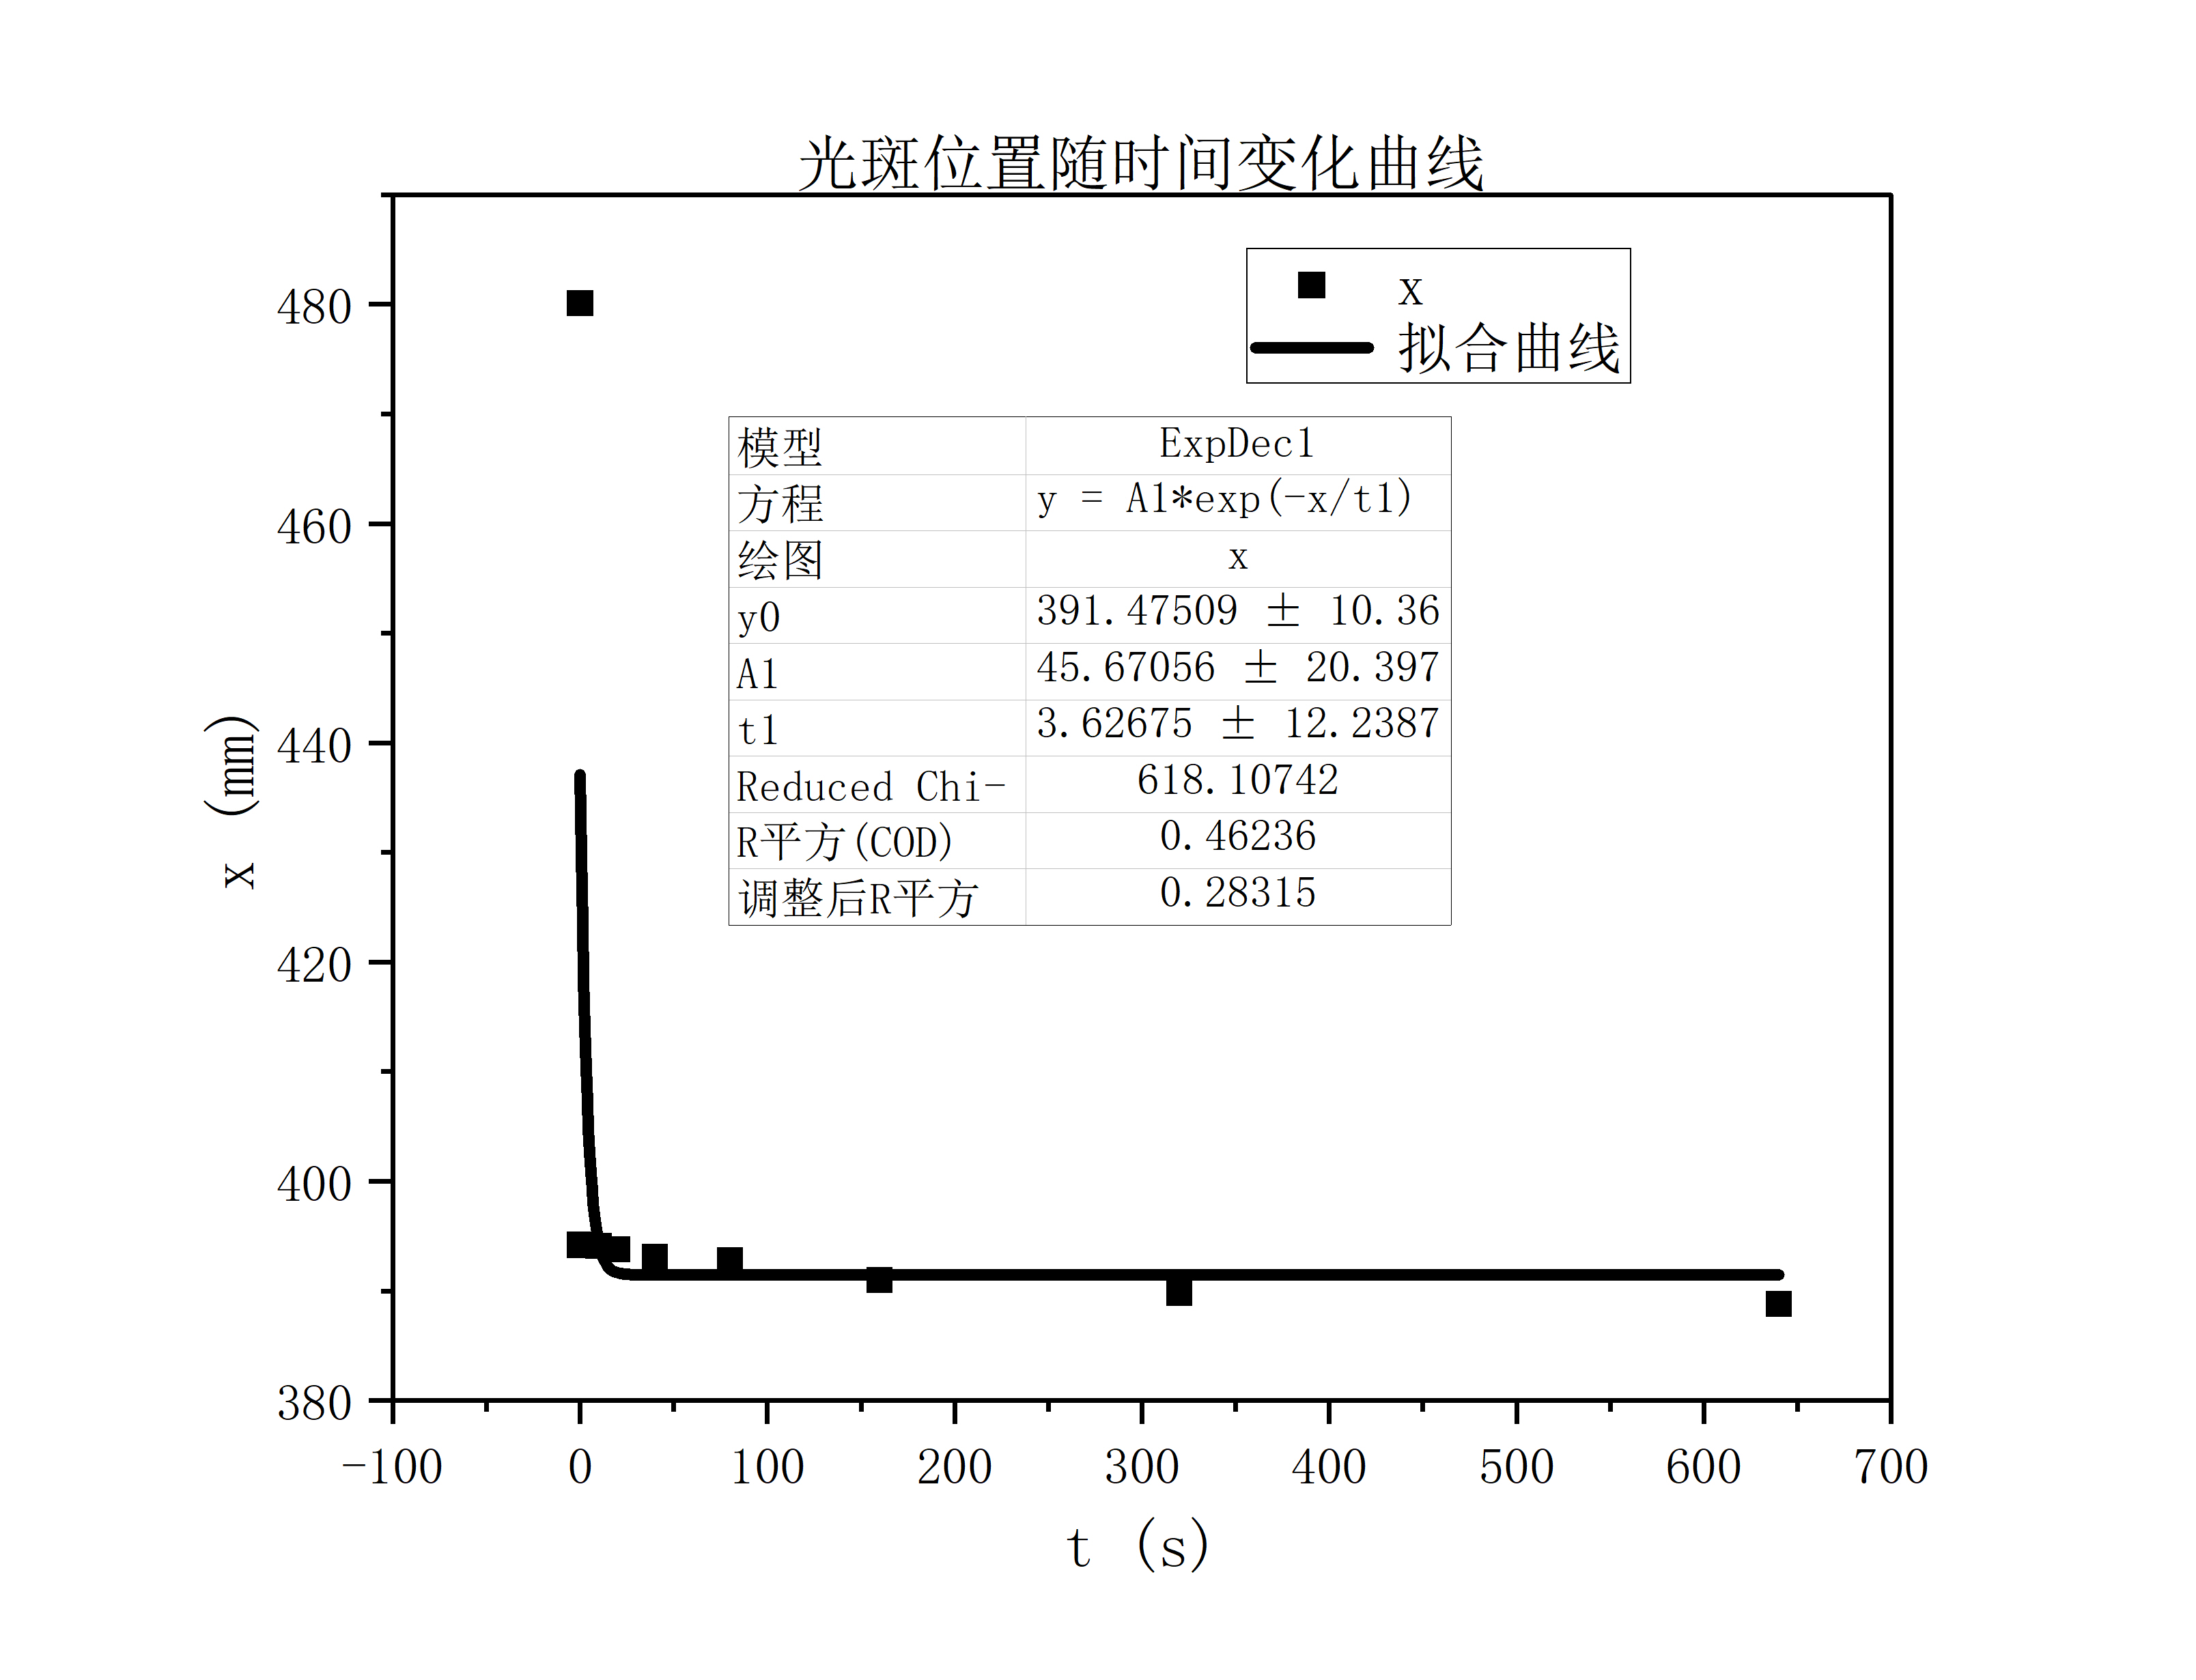 光斑位置随时间变化曲线
x
拟合曲线
模型 ExpDec1
方程 y = A1*exp(-x/t1)
绘图 x
y0 391.47509 ± 10.36
A1 45.67056 ± 20.397
t1 3.62675 ± 12.2387
Reduced Chi- 618.10742
R平方(COD) 0.46236
调整后R平方 0.28315
x (mm)
480
460
440
420
400
380
-100 0 100 200 300 400 500 600 700
t (s)